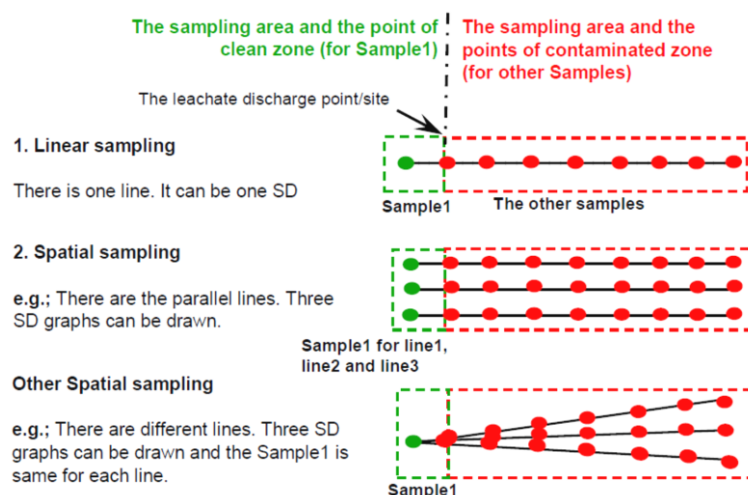 The sampling area and the point of
clean zone (for Sample1)
The sampling area and the
points of contaminated zone
(for other Samples)
The leachate discharge point/site
1. Linear sampling
There is one line. It can be one SD
Sample1
The other samples
2. Spatial sampling
e.g.; There are the parallel lines. Three
SD graphs can be drawn.
Sample1 for line1,
line2 and line3
Other Spatial sampling
e.g.; There are different lines. Three SD
graphs can be drawn and the Sample1 is
same for each line.
Sample1